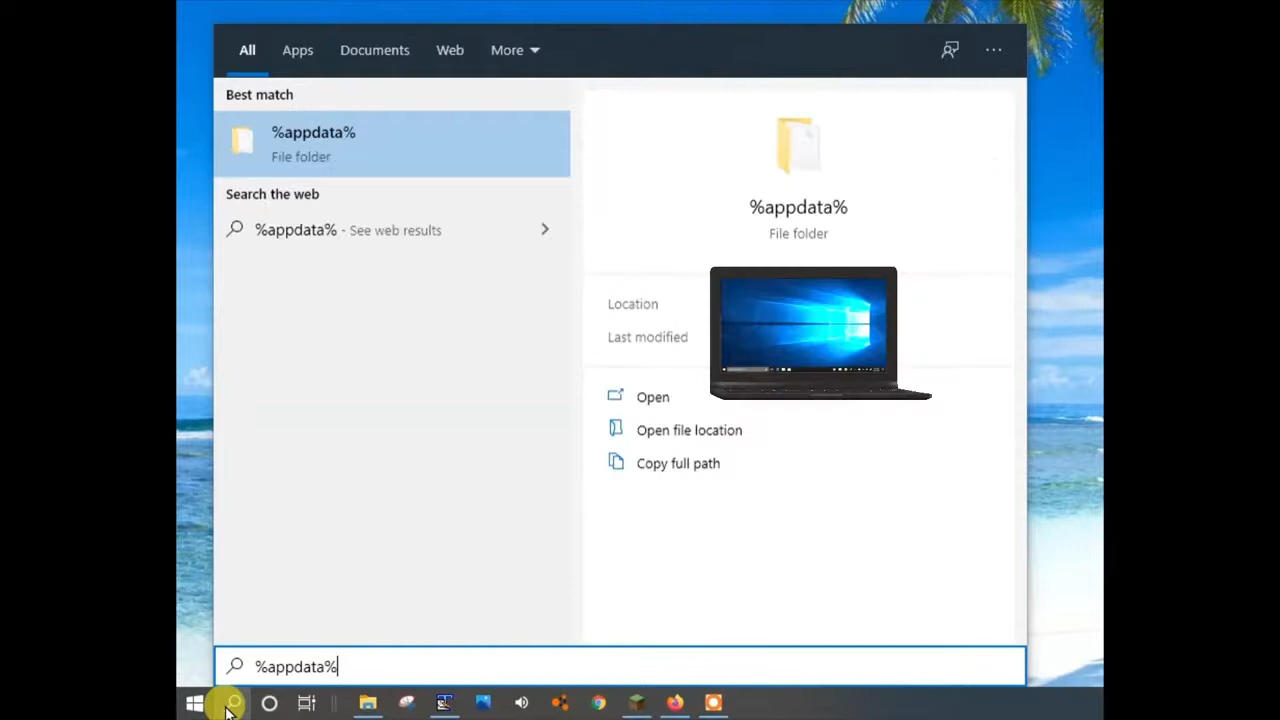 All Apps Documents Web More
Best match
%appdata%
File folder
Search the web
%appdata% - See web results
%appdata%
File folder
Location
Last modified
Open
Open file location
Copy full path
%appdata%